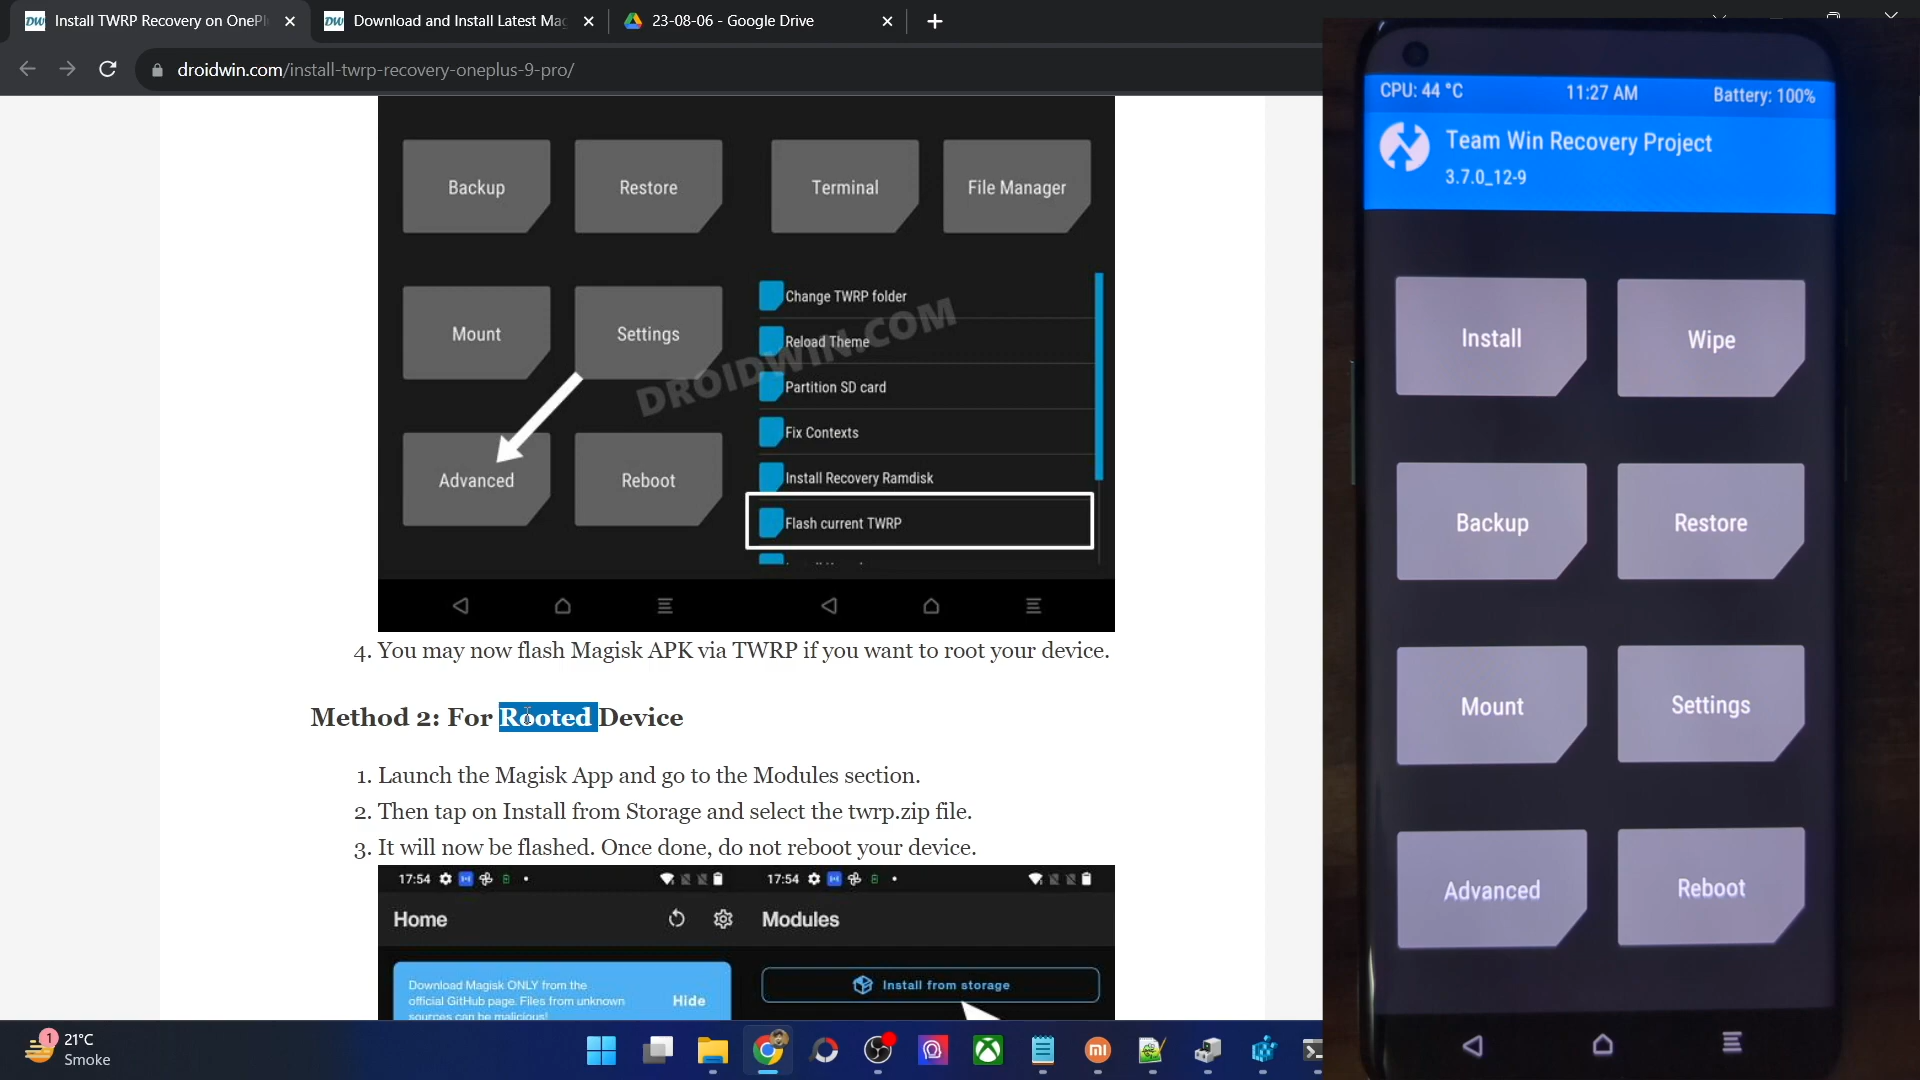 Install TWRP Recovery on OneP
Download and Install Latest Ma
23-08-06 - Google Drive
droidwin.com/install-twrp-recovery-oneplus-9-pro/
Backup
Restore
Terminal
File Manager
Mount
Settings
Change TWRP folder
Reload Theme
Partition SD card
Fix Contexts
Install Recovery Ramdisk
Advanced
Reboot
Flash current TWRP
DROIDWIN.COM
4. You may now flash Magisk APK via TWRP if you want to root your device.
Method 2: For Rooted Device
1. Launch the Magisk App and go to the Modules section.
2. Then tap on Install from Storage and select the twrp.zip file.
3. It will now be flashed. Once done, do not reboot your device.
17:54
17:54
Home
Modules
Download Magisk ONLY from the
official GitHub page. Files from unknown
sources can be malicious!
Hide
Install from storage
1
21°C
Smoke
CPU: 44 °C
11:27 AM
Battery: 100%
Team Win Recovery Project
3.7.0_12-9
Install
Wipe
Backup
Restore
Mount
Settings
Advanced
Reboot